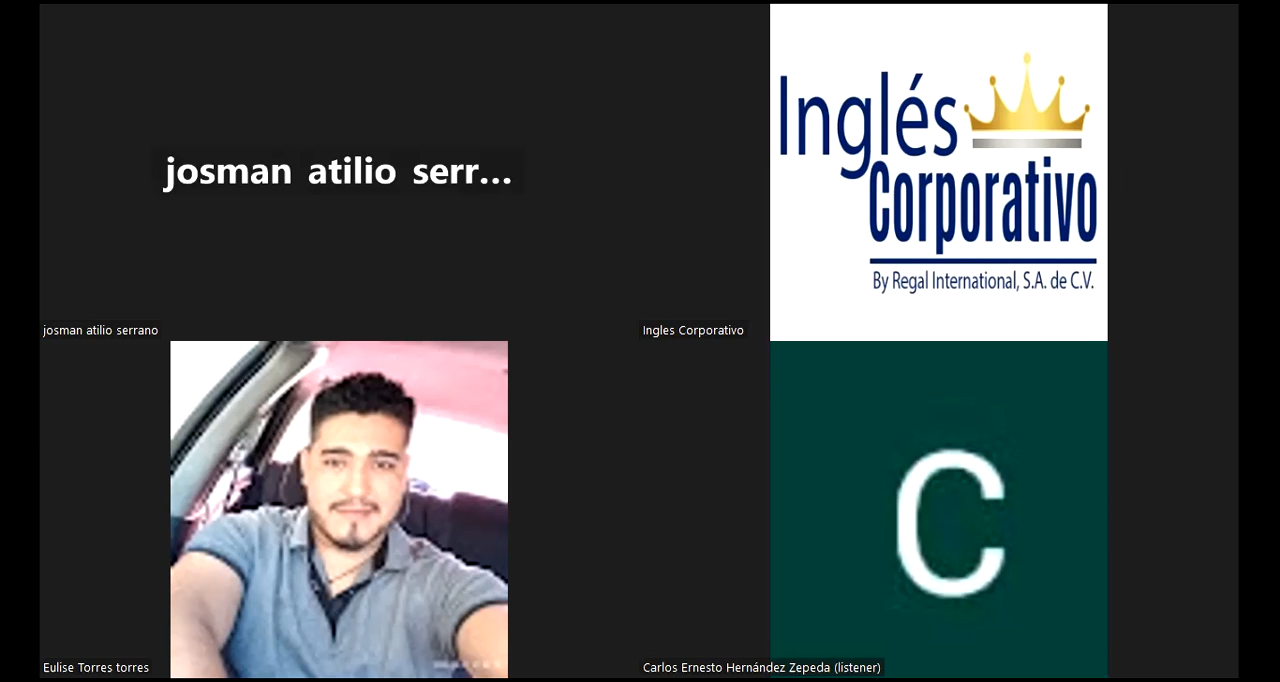 josman atilio serr...
josman atilio serrano
Inglés
Corporativo
By Regal International, S.A. de C.V.
Ingles Corporativo
Eulise Torres torres
C
Carlos Ernesto Hernández Zepeda (listener)